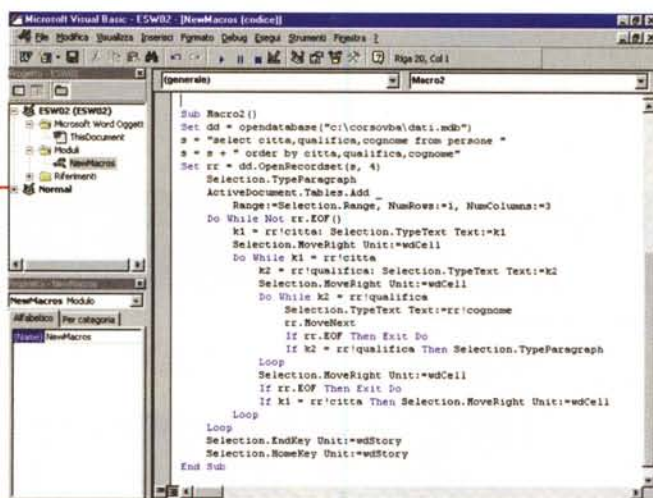 Microsoft Visual Basic - ESW02 - [NewMacros (codice)]
File Modifica Visualizza Inserisci Formato Debug Esegui Strumenti Finestra ?
Riga 20, Col 1
Progetto - ESW02
ESW02 (ESW02)
Microsoft Word Oggett
ThisDocument
Moduli
NewMacros
Riferimenti
Normal
NewMacros Modulo
Alfabetico Per categoria
(Name) NewMacros
(generale) Macro2
Sub Macro2()
Set dd = opendatabase("c:\corsovba\dati.mdb")
s = "select citta,qualifica,cognome from persone "
s = s + " order by citta,qualifica,cognome"
Set rr = dd.OpenRecordset(s, 4)
Selection.TypeParagraph
ActiveDocument.Tables.Add _
Range:=Selection.Range, NumRows:=1, NumColumns:=3
Do While Not rr.EOF()
k1 = rr!citta: Selection.TypeText Text:=k1
Selection.MoveRight Unit:=wdCell
Do While k1 = rr!citta
k2 = rr!qualifica: Selection.TypeText Text:=k2
Selection.MoveRight Unit:=wdCell
Do While k2 = rr!qualifica
Selection.TypeText Text:=rr!cognome
rr.MoveNext
If rr.EOF Then Exit Do
If k2 = rr!qualifica Then Selection.TypeParagraph
Loop
Selection.MoveRight Unit:=wdCell
If rr.EOF Then Exit Do
If k1 = rr!citta Then Selection.MoveRight Unit:=wdCell
Loop
Loop
Selection.EndKey Unit:=wdStory
Selection.HomeKey Unit:=wdStory
End Sub